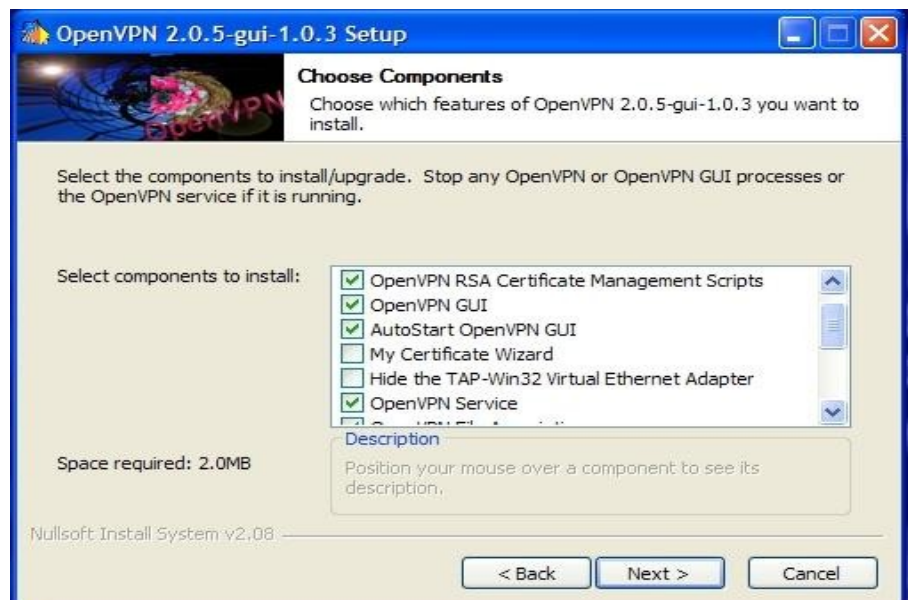 OpenVPN 2.0.5-gui-1.0.3 Setup
OpenVPN
Choose Components
Choose which features of OpenVPN 2.0.5-gui-1.0.3 you want to
install.
Select the components to install/upgrade. Stop any OpenVPN or OpenVPN GUI processes or
the OpenVPN service if it is running.
Select components to install:
OpenVPN RSA Certificate Management Scripts
OpenVPN GUI
AutoStart OpenVPN GUI
My Certificate Wizard
Hide the TAP-Win32 Virtual Ethernet Adapter
OpenVPN Service
Description
Space required: 2.0MB
Position your mouse over a component to see its
description.
Nullsoft Install System v2.08
< Back
Next >
Cancel